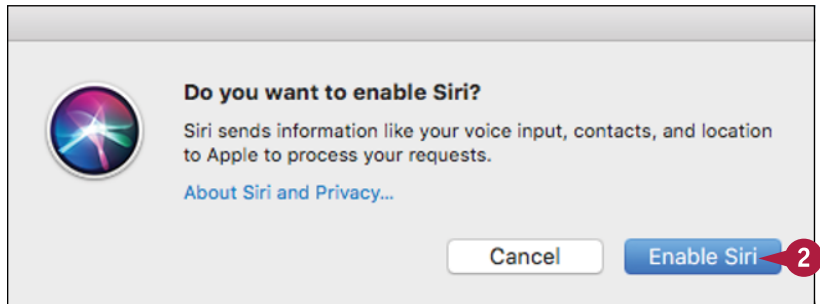 Do you want to enable Siri?
Siri sends information like your voice input, contacts, and location
to Apple to process your requests.
About Siri and Privacy...
Cancel
Enable Siri
2